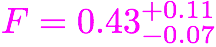 F = 0.43^{+0.11}_{-0.07}